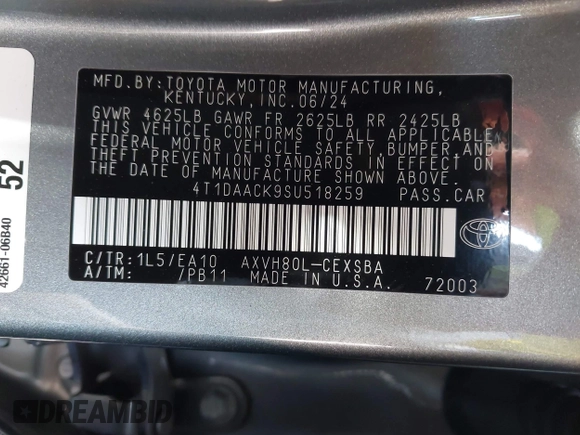 MFD.BY:TOYOTA MOTOR MANUFACTURING,
KENTUCKY,INC.06/24
GVWR 4625LB GAWR FR 2625LB RR 2425LB
THIS VEHICLE CONFORMS TO ALL APPLICABLE
FEDERAL MOTOR VEHICLE SAFETY,BUMPER,AND
THEFT PREVENTION STANDARDS IN EFFECT ON
THE DATE OF MANUFACTURE SHOWN ABOVE.
4T1DAACK9SU518259 PASS.CAR
C/TR:1L5/EA10 AXVH80L-CEXSBA
A/TM: /PB11 MADE IN U.S.A. 72003
52
42661-06B40
DREAMBID